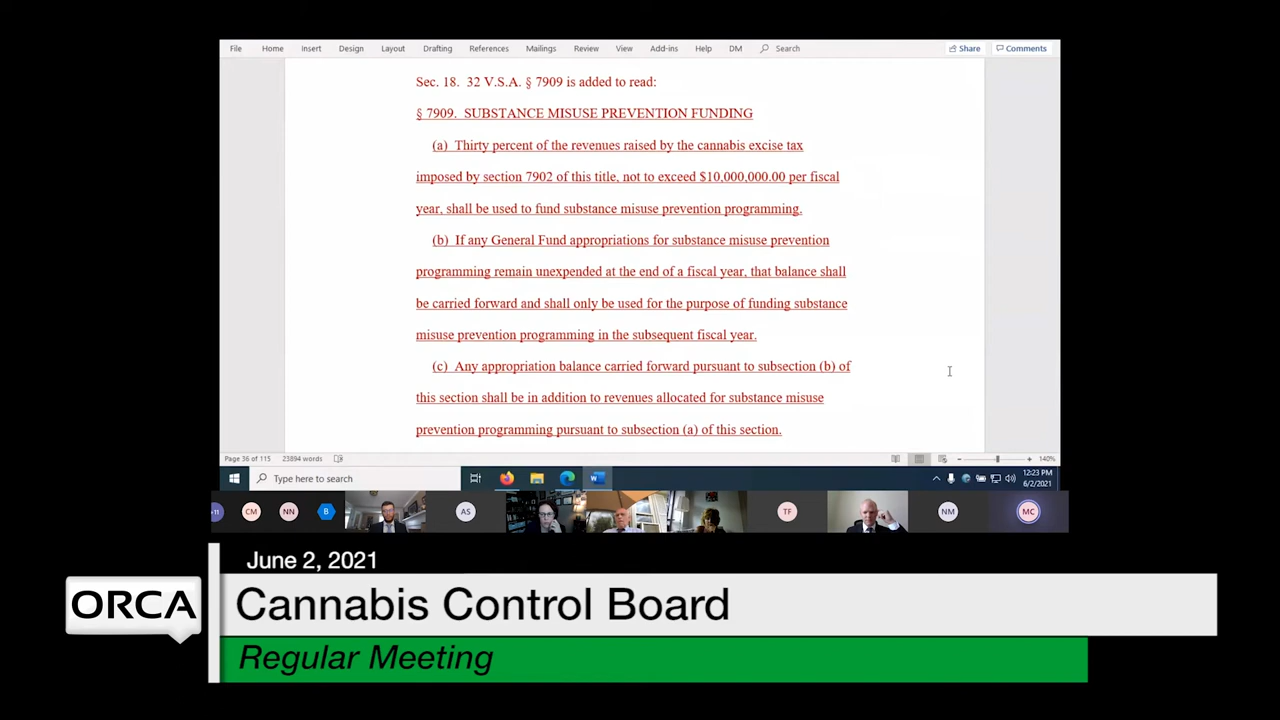 File Home Insert Design Layout Drafting References Mailings Review View Add-ins Help DM Search Share Comments
Sec. 18. 32 V.S.A. § 7909 is added to read:
§ 7909. SUBSTANCE MISUSE PREVENTION FUNDING
(a) Thirty percent of the revenues raised by the cannabis excise tax
imposed by section 7902 of this title, not to exceed $10,000,000.00 per fiscal
year, shall be used to fund substance misuse prevention programming.
(b) If any General Fund appropriations for substance misuse prevention
programming remain unexpended at the end of a fiscal year, that balance shall
be carried forward and shall only be used for the purpose of funding substance
misuse prevention programming in the subsequent fiscal year.
(c) Any appropriation balance carried forward pursuant to subsection (b) of
this section shall be in addition to revenues allocated for substance misuse
prevention programming pursuant to subsection (a) of this section.
Page 36 of 115 23894 words 140%
Type here to search 12:23 PM
6/2/2021
+11 CM NN B AS TF NM MC
June 2, 2021
ORCA Cannabis Control Board
Regular Meeting